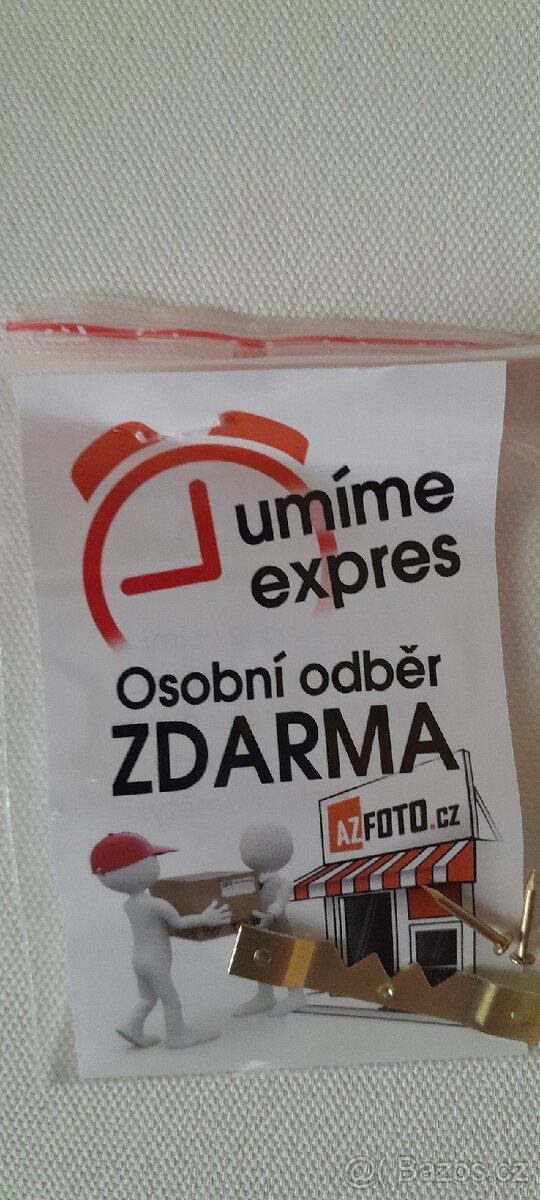 umíme
expres
Osobní odběr
ZDARMA
AZFOTO.cz
Bazos.cz